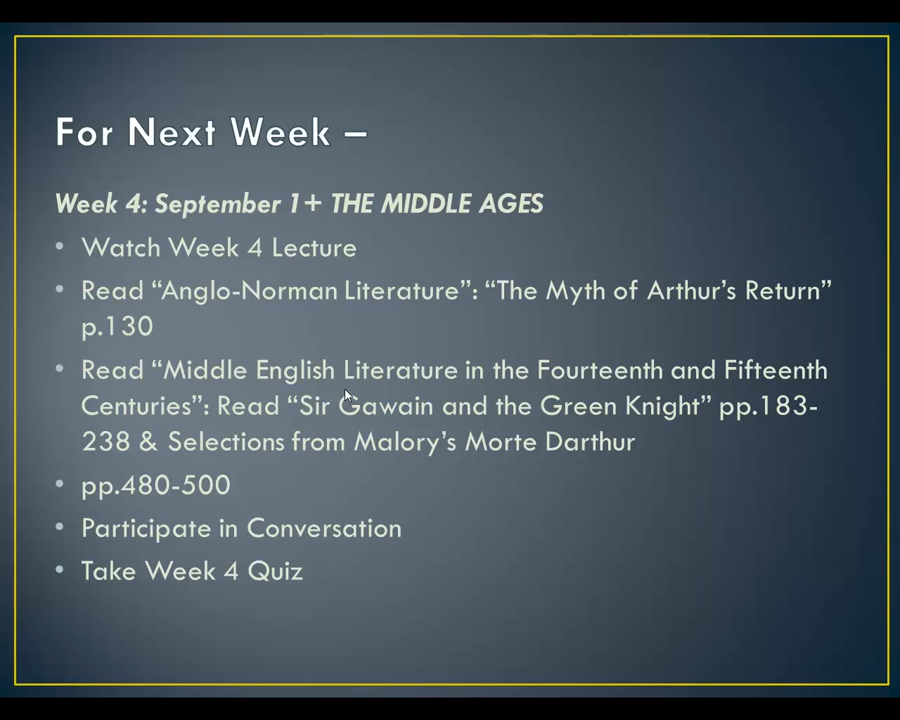 For Next Week –
Week 4: September 1+ THE MIDDLE AGES
• Watch Week 4 Lecture
• Read “Anglo-Norman Literature”: “The Myth of Arthur’s Return”
p.130
• Read “Middle English Literature in the Fourteenth and Fifteenth
Centuries”: Read “Sir Gawain and the Green Knight” pp.183-
238 & Selections from Malory’s Morte Darthur
• pp.480-500
• Participate in Conversation
• Take Week 4 Quiz